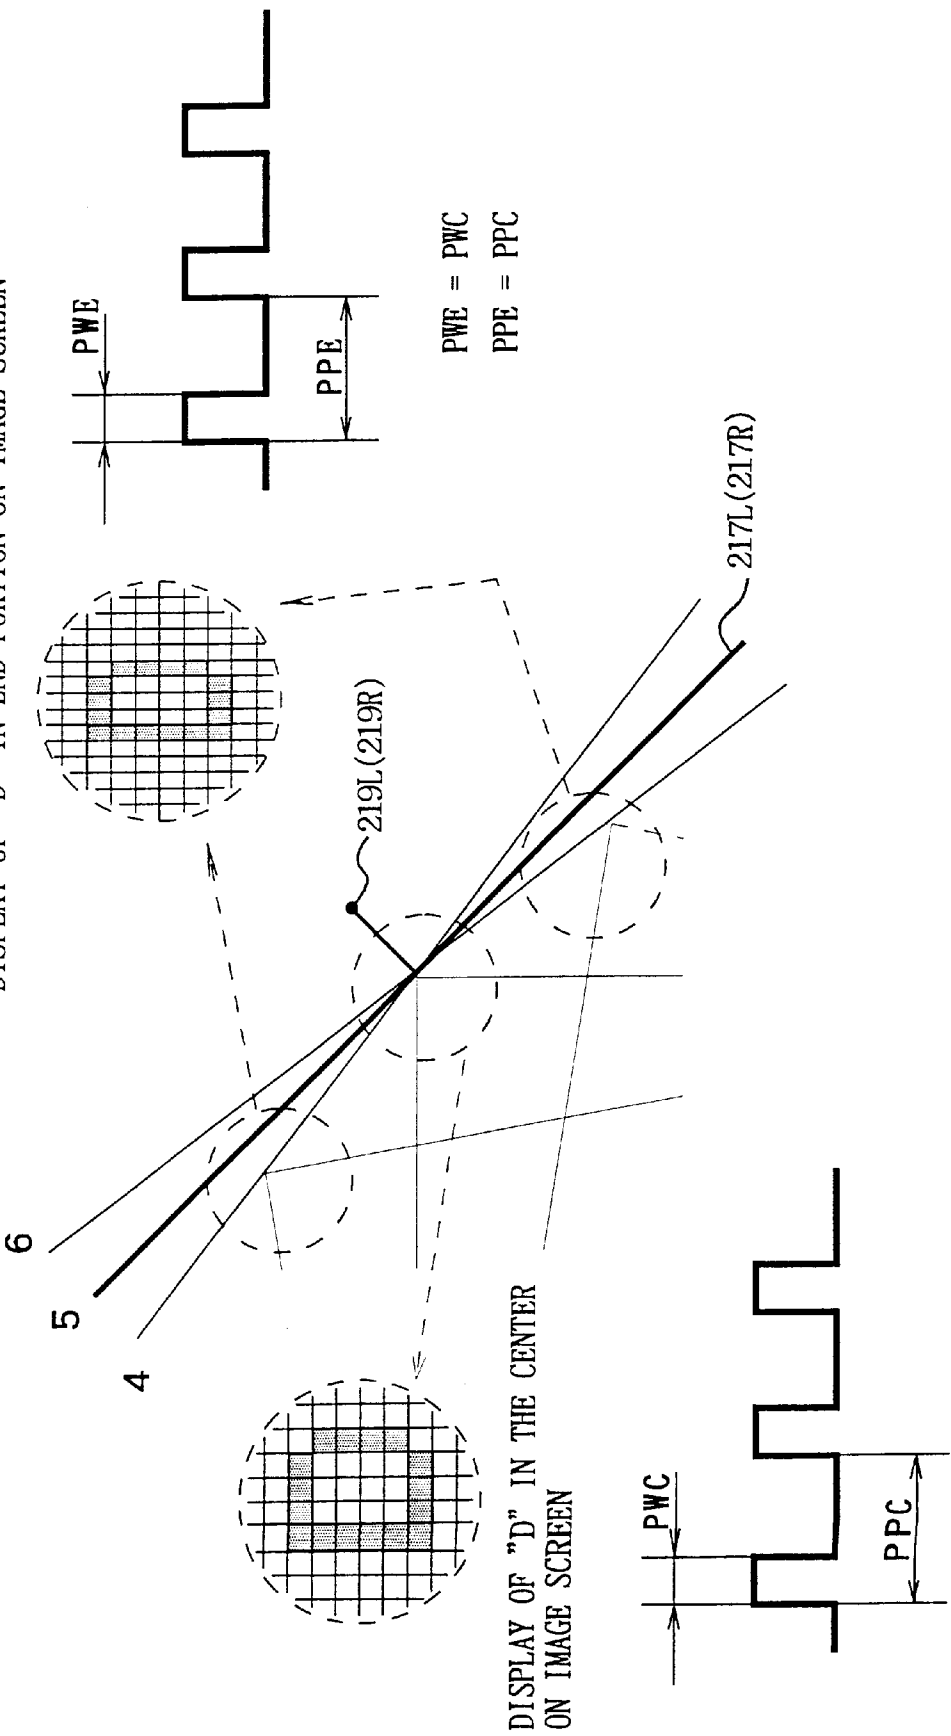 DISPLAY OF "D" IN END PORTION ON IMAGE SCREEN
PWE
PPE
PWE = PWC
PPE = PPC
6
5
4
219L(219R)
217L(217R)
DISPLAY OF "D" IN THE CENTER
ON IMAGE SCREEN
PWC
PPC